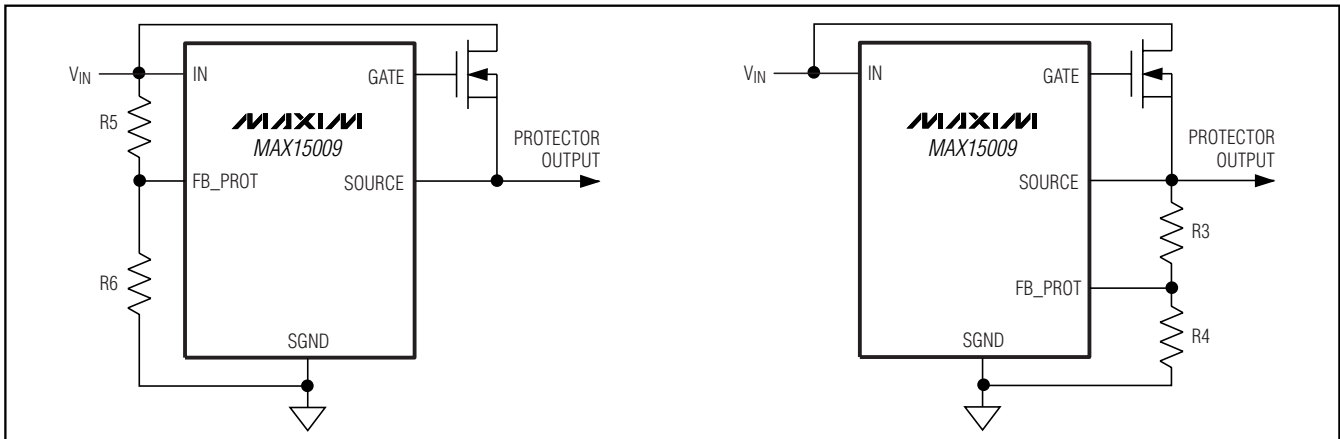 VIN
IN
GATE
R5
MAXIM
MAX15009
PROTECTOR
OUTPUT
FB_PROT
SOURCE
R6
SGND
VIN
IN
GATE
MAXIM
MAX15009
PROTECTOR
OUTPUT
SOURCE
R3
FB_PROT
R4
SGND